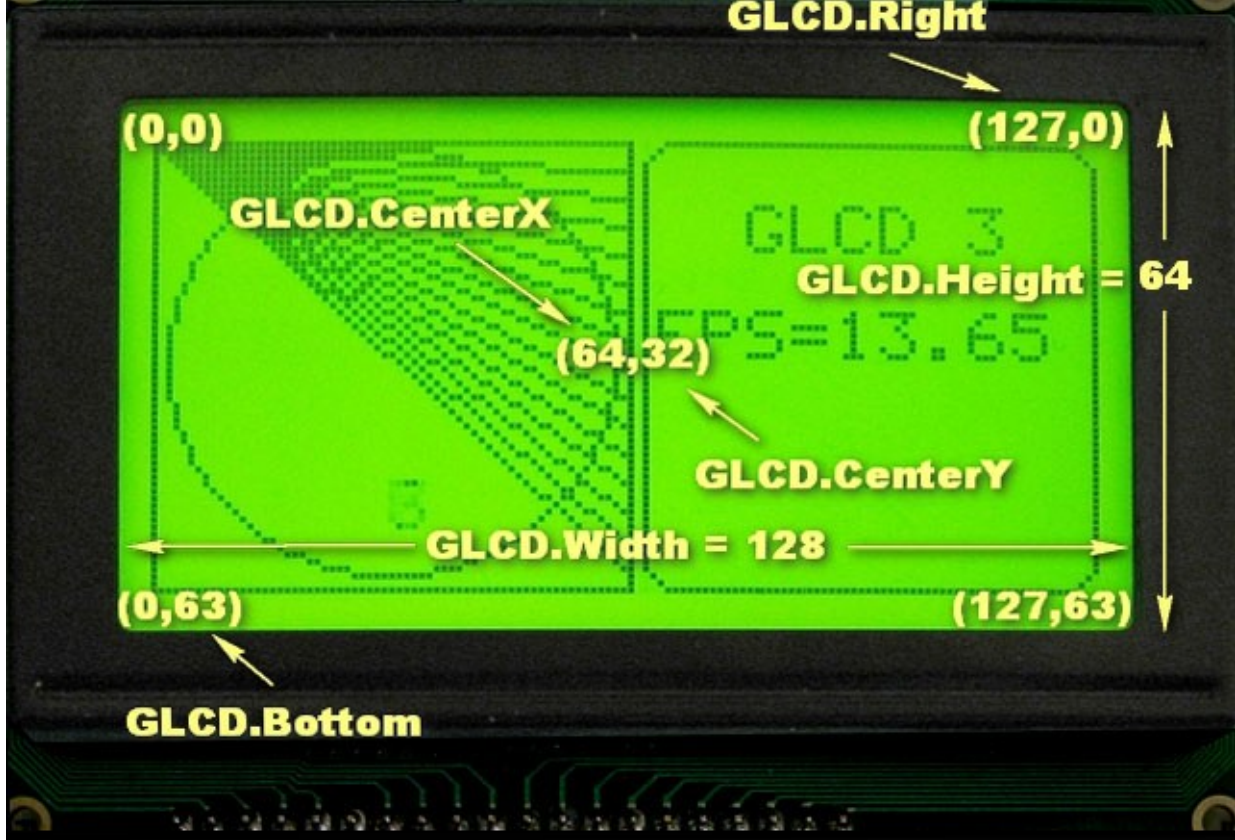 GLCD.Right
(0,0)
(127,0)
GLCD.CenterX
GLCD 3
GLCD.Height = 64
FPS=13.65
(64,32)
GLCD.CenterY
GLCD.Width = 128
(0,63)
(127,63)
GLCD.Bottom